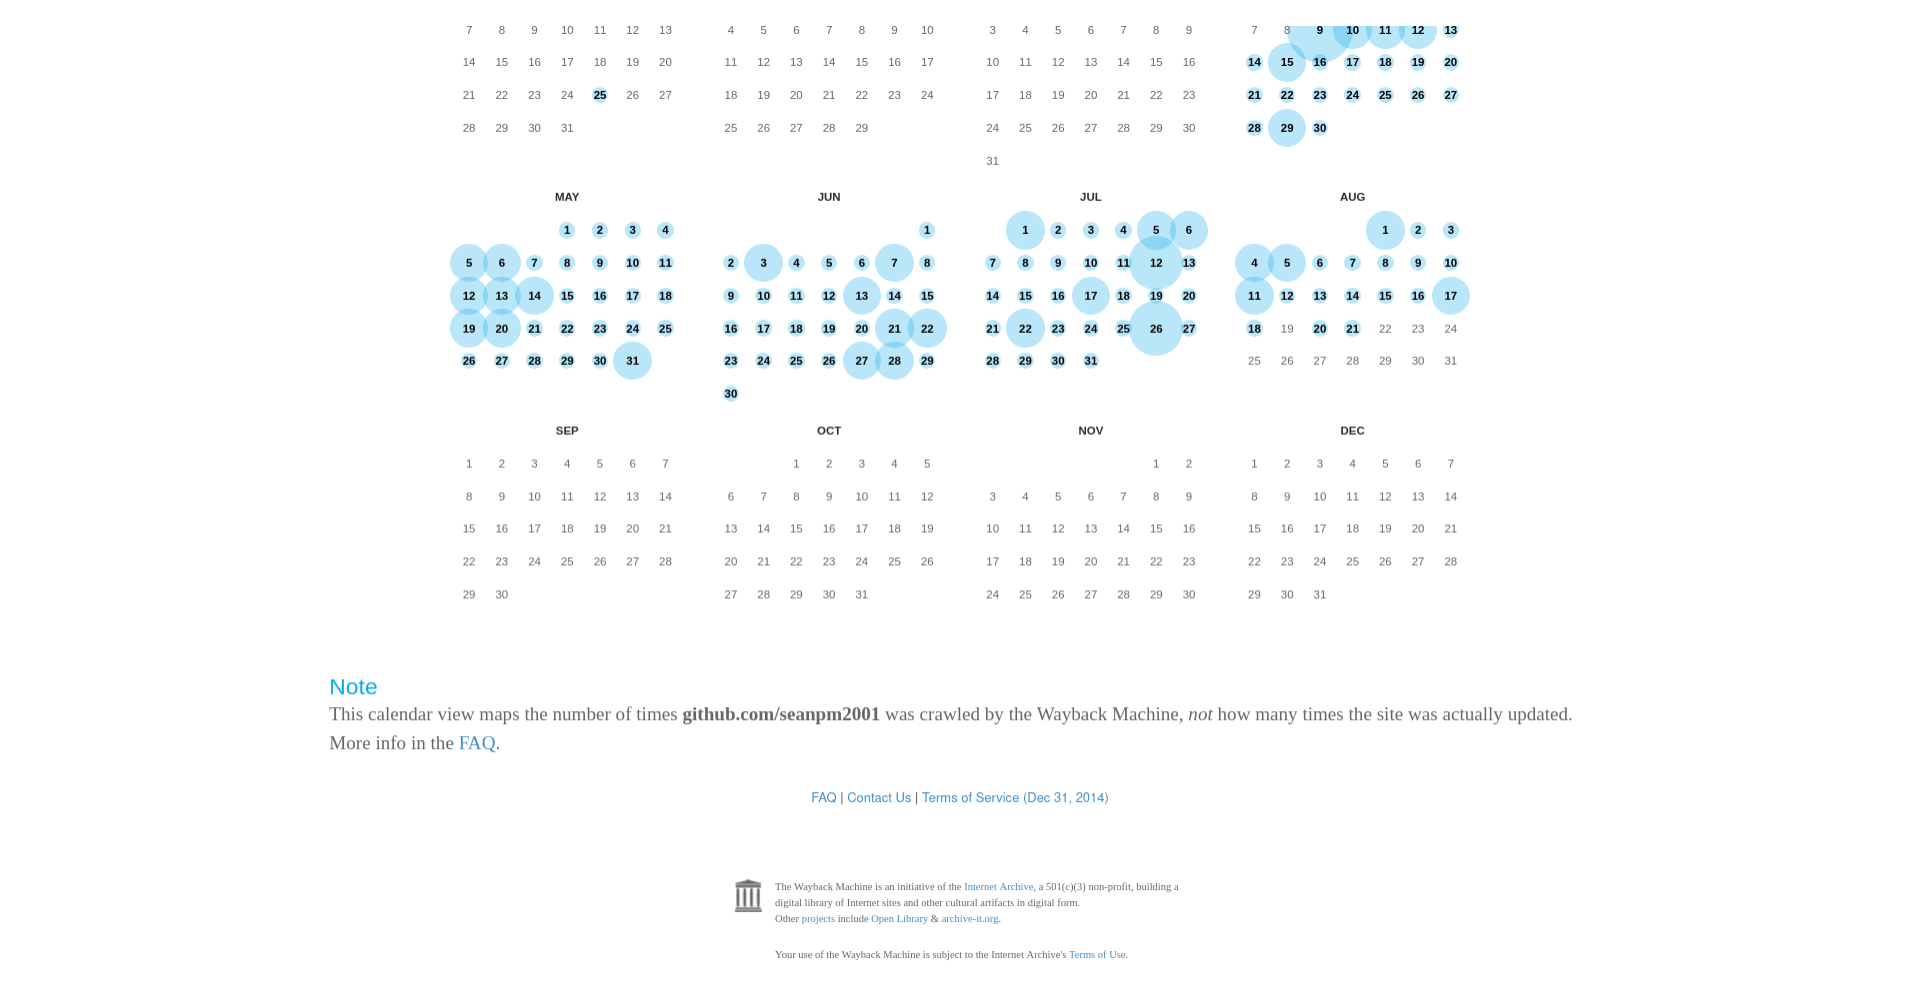 7 8 9 10 11 12 13 4 5 6 7 8 9 10 3 4 5 6 7 8 9 7 8 9 10 11 12 13
14 15 16 17 18 19 20 11 12 13 14 15 16 17 10 11 12 13 14 15 16 14 15 16 17 18 19 20
21 22 23 24 25 26 27 18 19 20 21 22 23 24 17 18 19 20 21 22 23 21 22 23 24 25 26 27
28 29 30 31 25 26 27 28 29 24 25 26 27 28 29 30 28 29 30
31
MAY JUN JUL AUG
1 2 3 4 1 1 2 3 4 5 6 1 2 3
5 6 7 8 9 10 11 2 3 4 5 6 7 8 7 8 9 10 11 12 13 4 5 6 7 8 9 10
12 13 14 15 16 17 18 9 10 11 12 13 14 15 14 15 16 17 18 19 20 11 12 13 14 15 16 17
19 20 21 22 23 24 25 16 17 18 19 20 21 22 21 22 23 24 25 26 27 18 19 20 21 22 23 24
26 27 28 29 30 31 23 24 25 26 27 28 29 28 29 30 31 25 26 27 28 29 30 31
30
SEP OCT NOV DEC
1 2 3 4 5 6 7 1 2 3 4 5 1 2 1 2 3 4 5 6 7
8 9 10 11 12 13 14 6 7 8 9 10 11 12 3 4 5 6 7 8 9 8 9 10 11 12 13 14
15 16 17 18 19 20 21 13 14 15 16 17 18 19 10 11 12 13 14 15 16 15 16 17 18 19 20 21
22 23 24 25 26 27 28 20 21 22 23 24 25 26 17 18 19 20 21 22 23 22 23 24 25 26 27 28
29 30 27 28 29 30 31 24 25 26 27 28 29 30 29 30 31
Note
This calendar view maps the number of times github.com/seanpm2001 was crawled by the Wayback Machine, not how many times the site was actually updated.
More info in the FAQ.
FAQ | Contact Us | Terms of Service (Dec 31, 2014)
The Wayback Machine is an initiative of the Internet Archive, a 501(c)(3) non-profit, building a
digital library of Internet sites and other cultural artifacts in digital form.
Other projects include Open Library & archive-it.org.
Your use of the Wayback Machine is subject to the Internet Archive's Terms of Use.